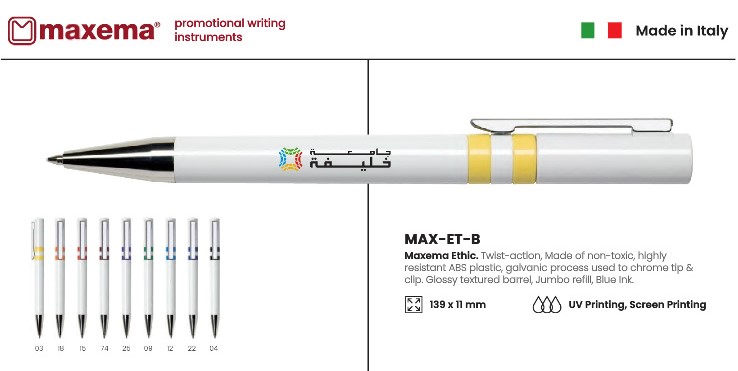 maxema®
promotional writing
instruments
Made in Italy
جامعة
خليفة
MAX-ET-B
Maxema Ethic. Twist-action, Made of non-toxic, highly
resistant ABS plastic, galvanic process used to chrome tip &
clip. Glossy textured barrel, Jumbo refill, Blue Ink.
139 x 11 mm
UV Printing, Screen Printing
03 18 15 74 25 09 12 22 04